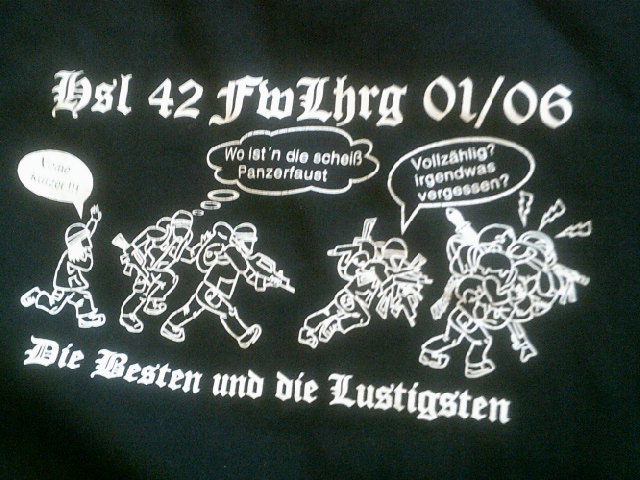 Hsl 42 FwLhrg 01/06
Wo ist´n die scheiß
Panzerfaust
Vollzählig?
Irgendwas
vergessen?
Die Besten und die Lustigsten